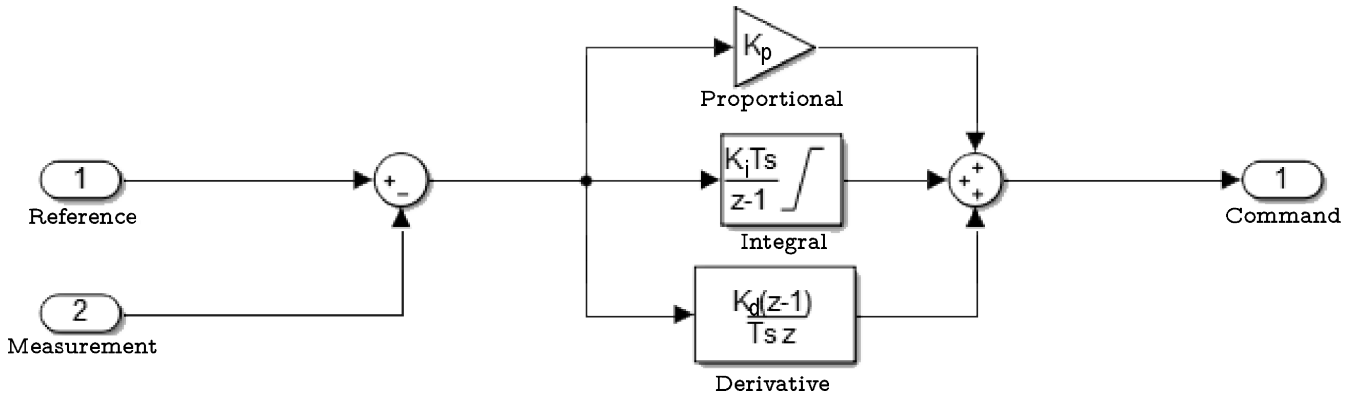 Kp
Proportional
1
Reference
+
−
KiTs
z-1
Integral
+
+
+
1
Command
2
Measurement
Kd(z-1)
Ts z
Derivative